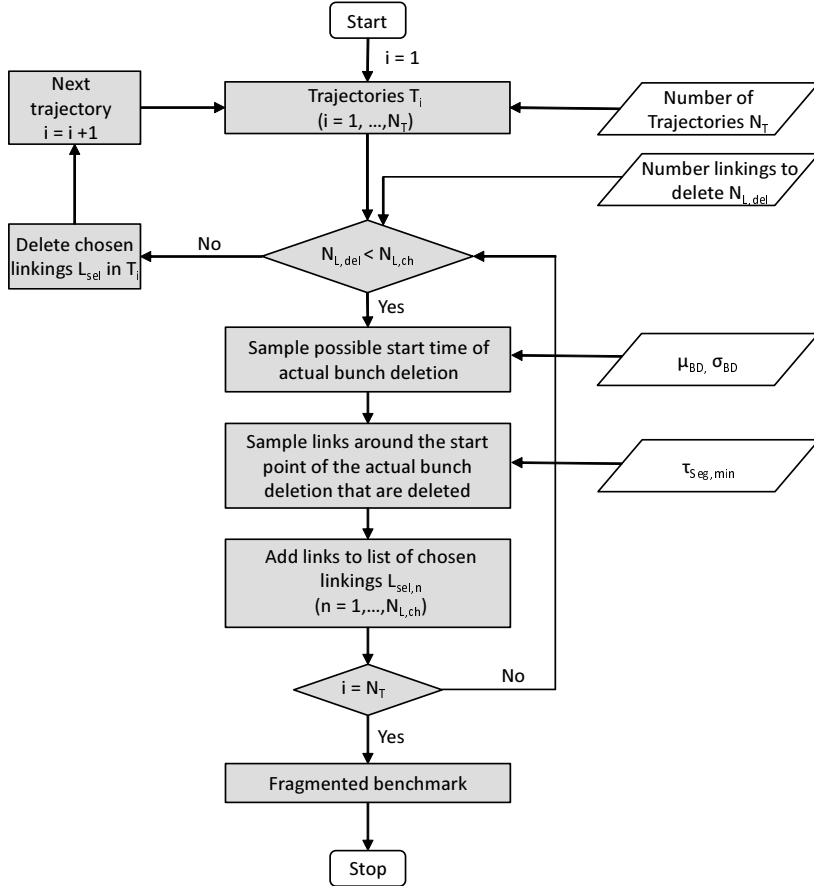 Start
i = 1
Next
trajectory
i = i +1
Trajectories T_i
(i = 1, ...,N_T)
Number of
Trajectories N_T
Number linkings to
delete N_L,del
Delete chosen
linkings L_sel in T_i
No
N_L,del < N_L,ch
Yes
Sample possible start time of
actual bunch deletion
μ_BD, σ_BD
Sample links around the start
point of the actual bunch
deletion that are deleted
τ_Seg,min
Add links to list of chosen
linkings L_sel,n
(n = 1,...,N_L,ch)
i = N_T
No
Yes
Fragmented benchmark
Stop